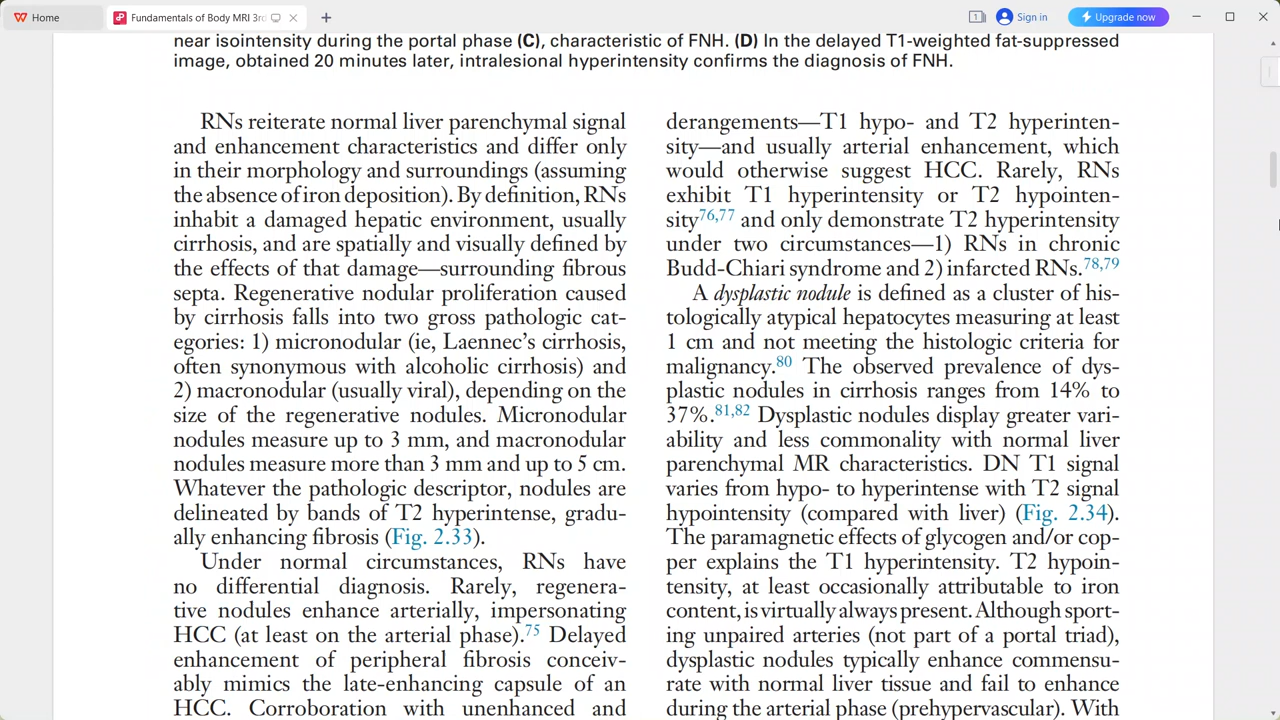 Home
Fundamentals of Body MRI 3rd
Sign in
Upgrade now
near isointensity during the portal phase (C), characteristic of FNH. (D) In the delayed T1-weighted fat-suppressed
image, obtained 20 minutes later, intralesional hyperintensity confirms the diagnosis of FNH.
RNs reiterate normal liver parenchymal signal
and enhancement characteristics and differ only
in their morphology and surroundings (assuming
the absence of iron deposition). By definition, RNs
inhabit a damaged hepatic environment, usually
cirrhosis, and are spatially and visually defined by
the effects of that damage—surrounding fibrous
septa. Regenerative nodular proliferation caused
by cirrhosis falls into two gross pathologic cat-
egories: 1) micronodular (ie, Laennec's cirrhosis,
often synonymous with alcoholic cirrhosis) and
2) macronodular (usually viral), depending on the
size of the regenerative nodules. Micronodular
nodules measure up to 3 mm, and macronodular
nodules measure more than 3 mm and up to 5 cm.
Whatever the pathologic descriptor, nodules are
delineated by bands of T2 hyperintense, gradu-
ally enhancing fibrosis (Fig. 2.33).
Under normal circumstances, RNs have
no differential diagnosis. Rarely, regenera-
tive nodules enhance arterially, impersonating
HCC (at least on the arterial phase).75 Delayed
enhancement of peripheral fibrosis conceiv-
ably mimics the late-enhancing capsule of an
HCC. Corroboration with unenhanced and
derangements—T1 hypo- and T2 hyperinten-
sity—and usually arterial enhancement, which
would otherwise suggest HCC. Rarely, RNs
exhibit T1 hyperintensity or T2 hypointen-
sity76,77 and only demonstrate T2 hyperintensity
under two circumstances—1) RNs in chronic
Budd-Chiari syndrome and 2) infarcted RNs.78,79
A dysplastic nodule is defined as a cluster of his-
tologically atypical hepatocytes measuring at least
1 cm and not meeting the histologic criteria for
malignancy.80 The observed prevalence of dys-
plastic nodules in cirrhosis ranges from 14% to
37%.81,82 Dysplastic nodules display greater vari-
ability and less commonality with normal liver
parenchymal MR characteristics. DN T1 signal
varies from hypo- to hyperintense with T2 signal
hypointensity (compared with liver) (Fig. 2.34).
The paramagnetic effects of glycogen and/or cop-
per explains the T1 hyperintensity. T2 hypoin-
tensity, at least occasionally attributable to iron
content, is virtually always present. Although sport-
ing unpaired arteries (not part of a portal triad),
dysplastic nodules typically enhance commensu-
rate with normal liver tissue and fail to enhance
during the arterial phase (prehypervascular). With